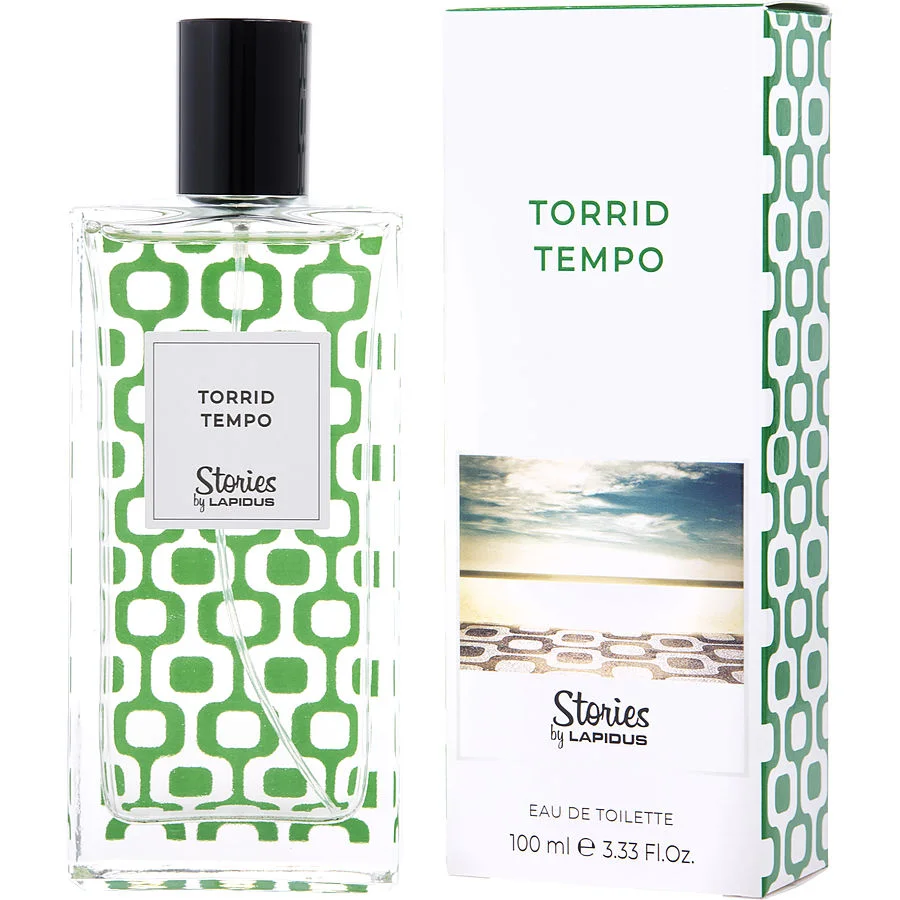 TORRID
TEMPO
Stories
by LAPIDUS
TORRID
TEMPO
Stories
by LAPIDUS
EAU DE TOILETTE
100 ml e 3.33 Fl.Oz.